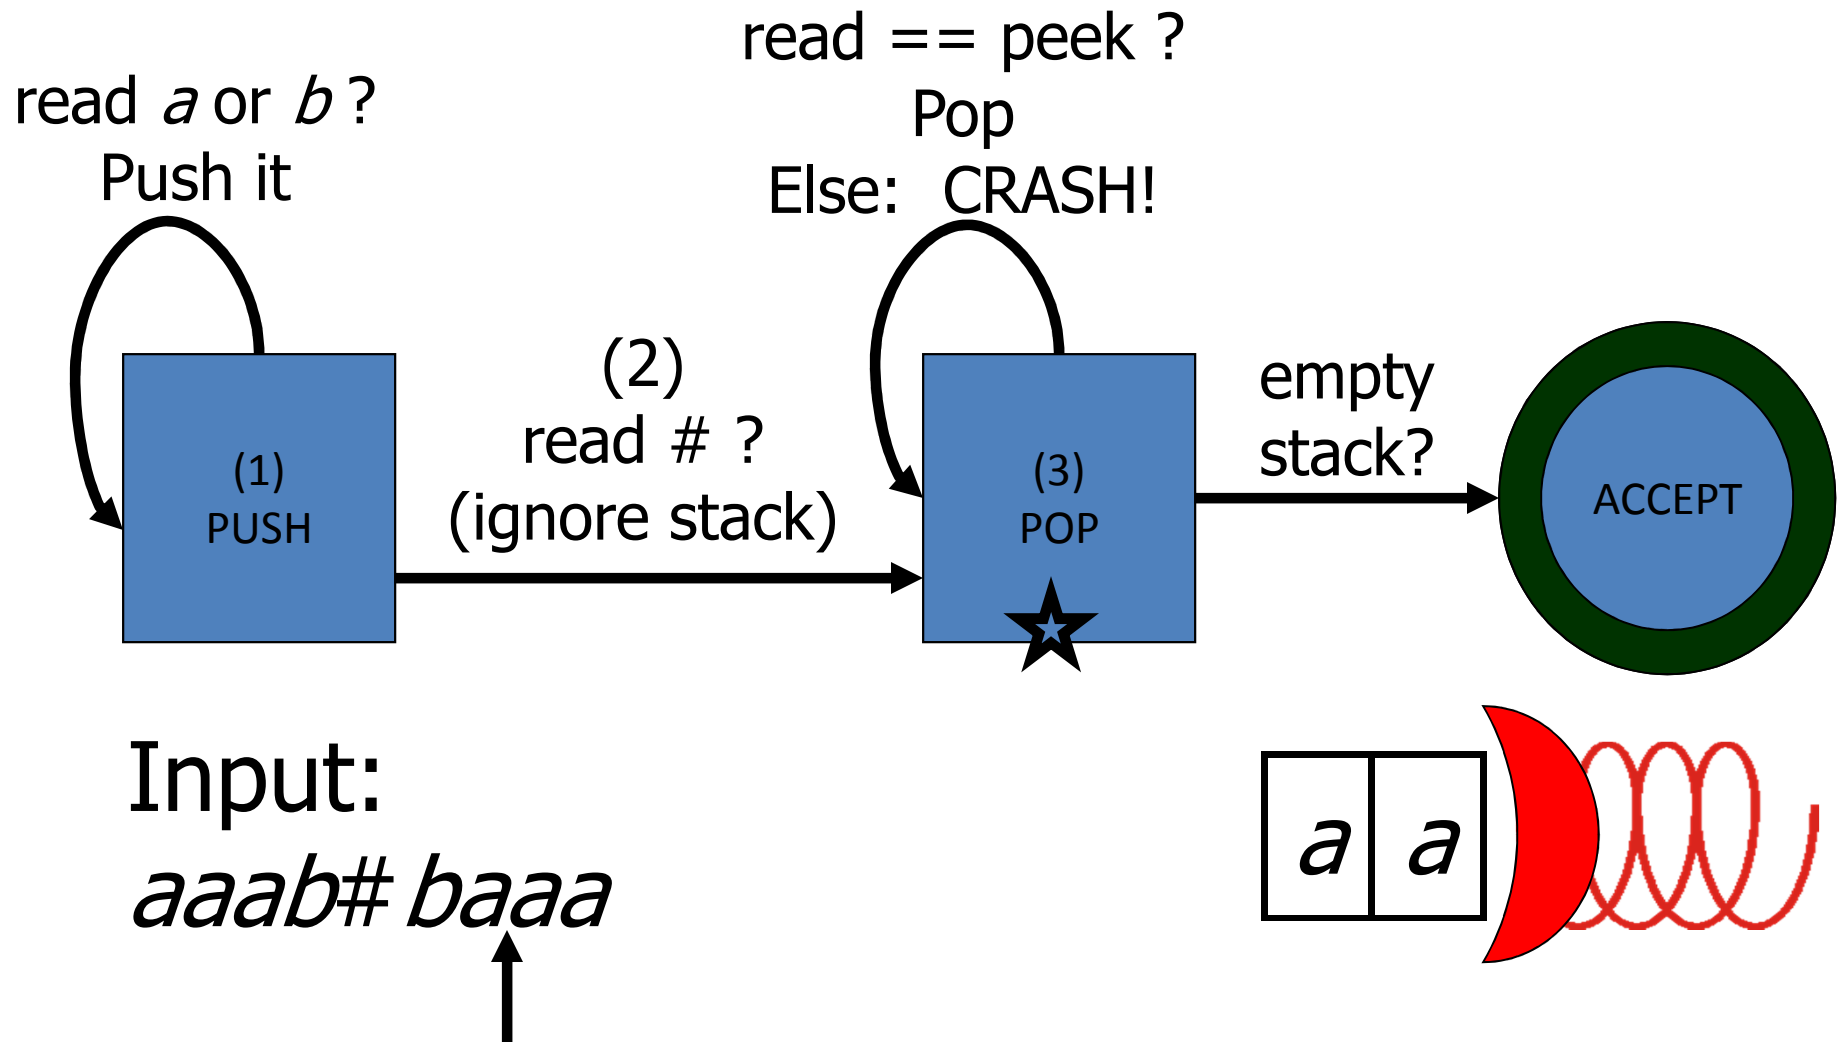 read a or b ?
Push it
read == peek ?
Pop
Else: CRASH!
(1)
PUSH
(2)
read # ?
(ignore stack)
(3)
POP
empty
stack?
ACCEPT
Input:
aaab#baaa
a a